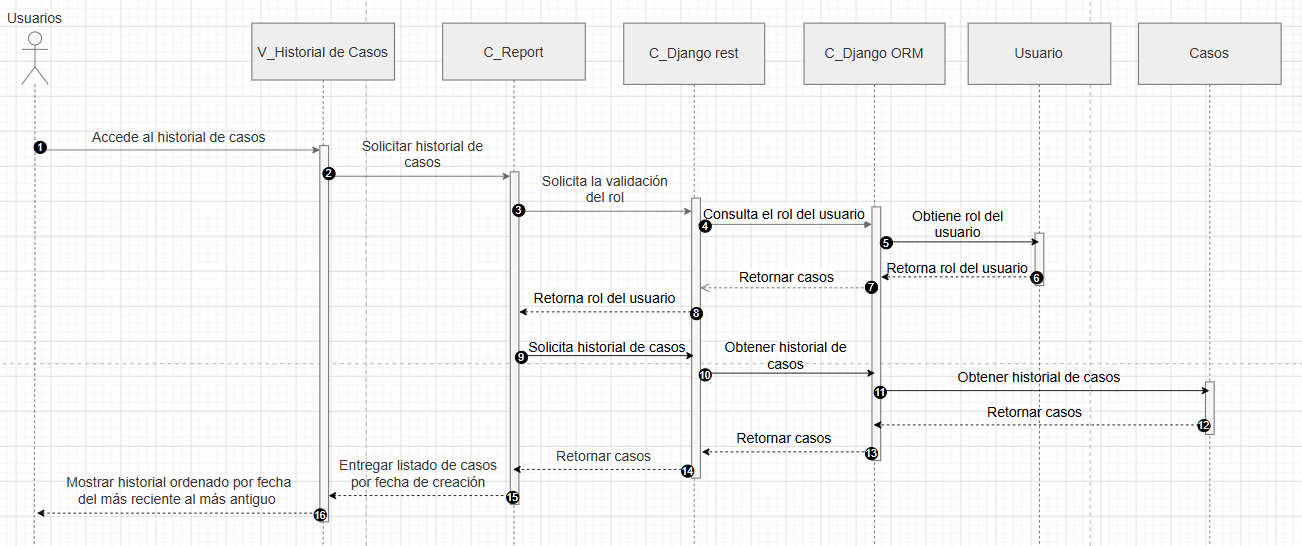 Usuarios
V_Historial de Casos
C_Report
C_Django rest
C_Django ORM
Usuario
Casos
1
Accede al historial de casos
2
Solicitar historial de
casos
3
Solicita la validación
del rol
4
Consulta el rol del usuario
5
Obtiene rol del
usuario
6
Retorna rol del usuario
7
Retornar casos
8
Retorna rol del usuario
9
Solicita historial de casos
10
Obtener historial de
casos
11
Obtener historial de casos
12
Retornar casos
13
Retornar casos
14
Retornar casos
15
Entregar listado de casos
por fecha de creación
16
Mostrar historial ordenado por fecha
del más reciente al más antiguo